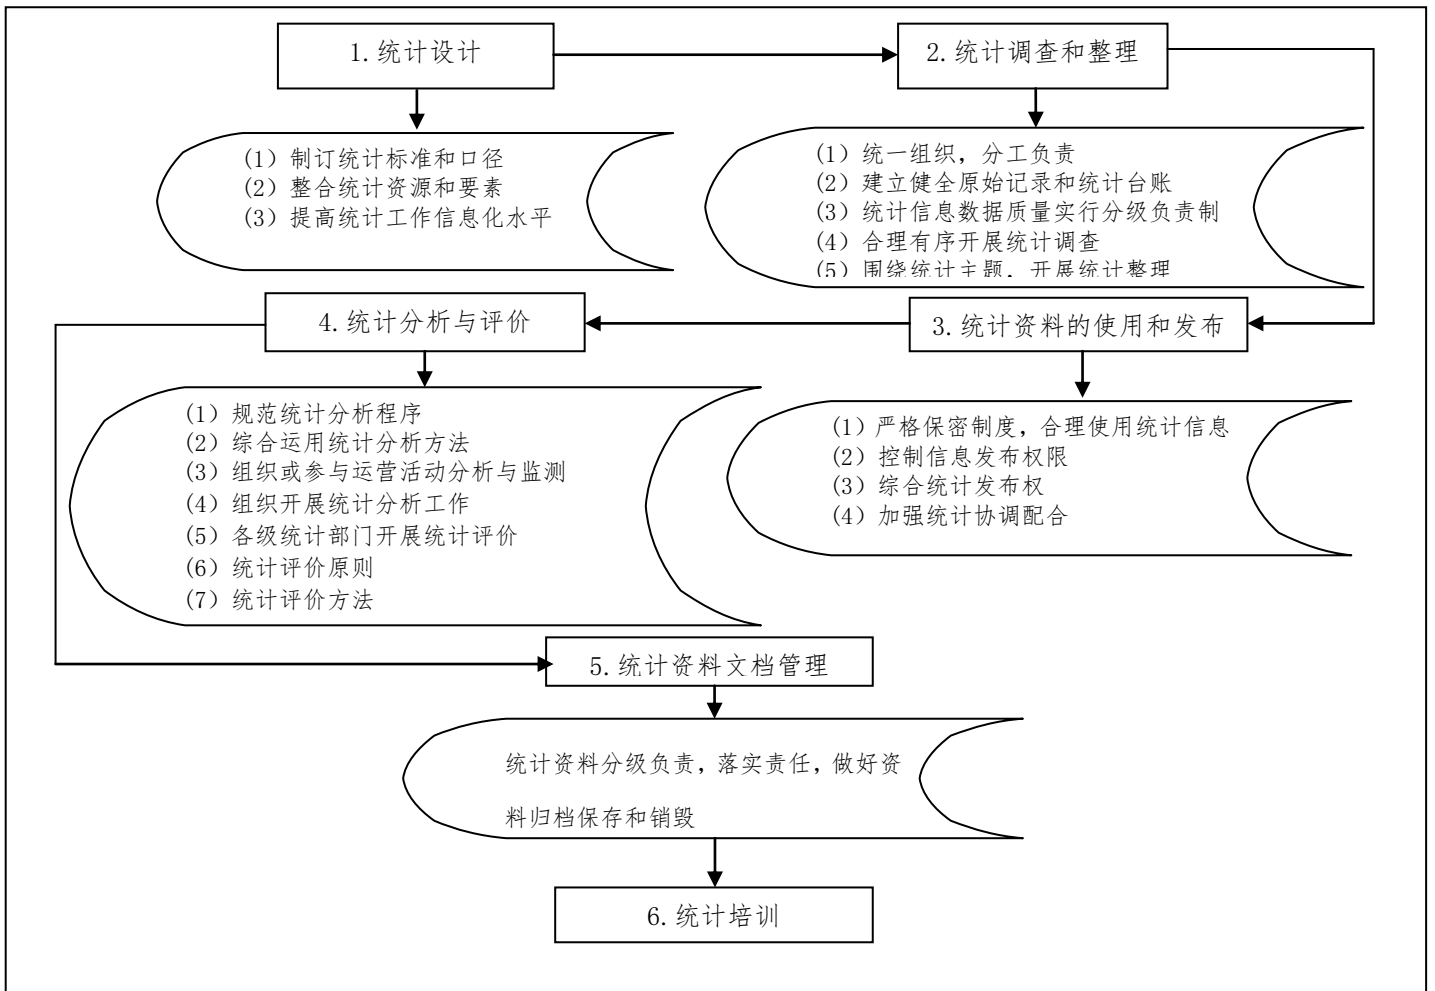 1.统计设计
2.统计调查和整理
(1) 制订统计标准和口径
(2) 整合统计资源和要素
(3) 提高统计工作信息化水平
(1) 统一组织，分工负责
(2) 建立健全原始记录和统计台账
(3) 统计信息数据质量实行分级负责制
(4) 合理有序开展统计调查
(5) 围绕统计主题，开展统计整理
3.统计资料的使用和发布
4.统计分析与评价
(1) 严格保密制度，合理使用统计信息
(2) 控制信息发布权限
(3) 综合统计发布权
(4) 加强统计协调配合
(1) 规范统计分析程序
(2) 综合运用统计分析方法
(3) 组织或参与运营活动分析与监测
(4) 组织开展统计分析工作
(5) 各级统计部门开展统计评价
(6) 统计评价原则
(7) 统计评价方法
5.统计资料文档管理
统计资料分级负责，落实责任，做好资
料归档保存和销毁
6.统计培训